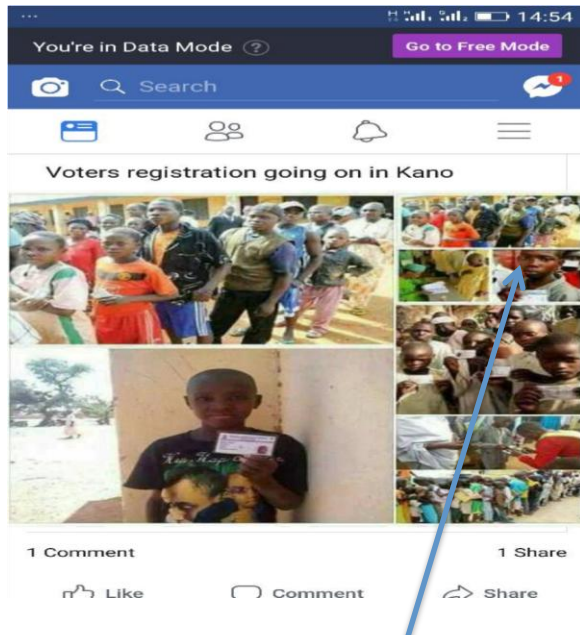 14:54
You're in Data Mode ?
Go to Free Mode
Search
1
Voters registration going on in Kano
1 Comment
1 Share
Like
Comment
Share